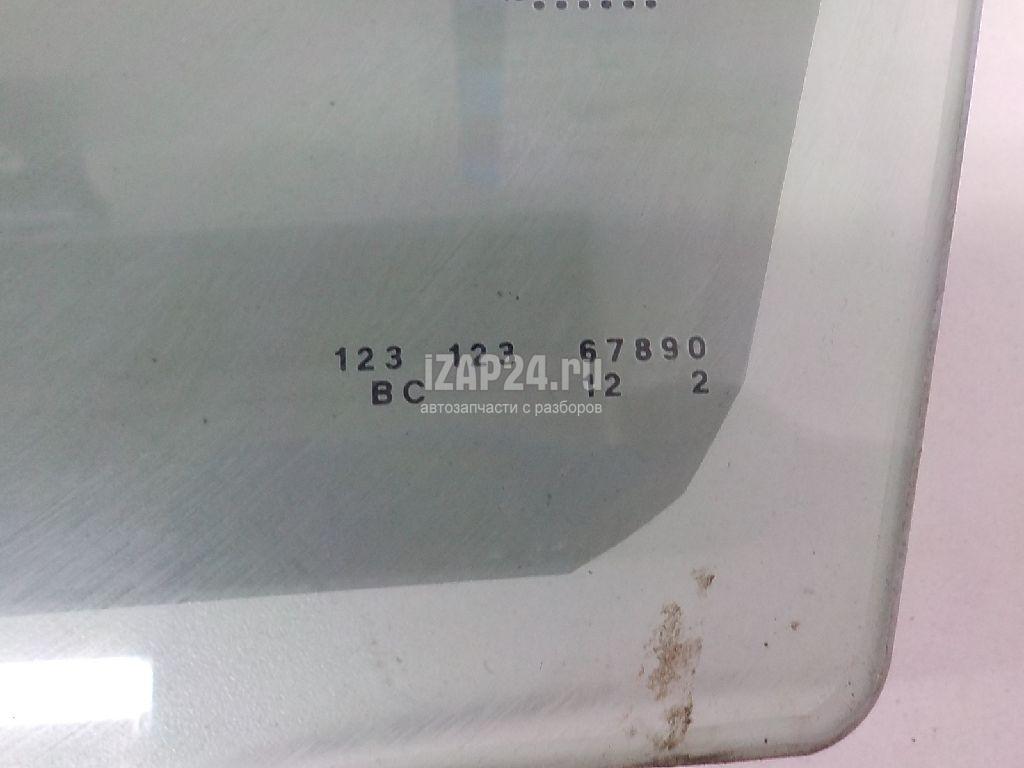 123 123 67890
iZAP24.ru
BC 12 2
автозапчасти с разборов